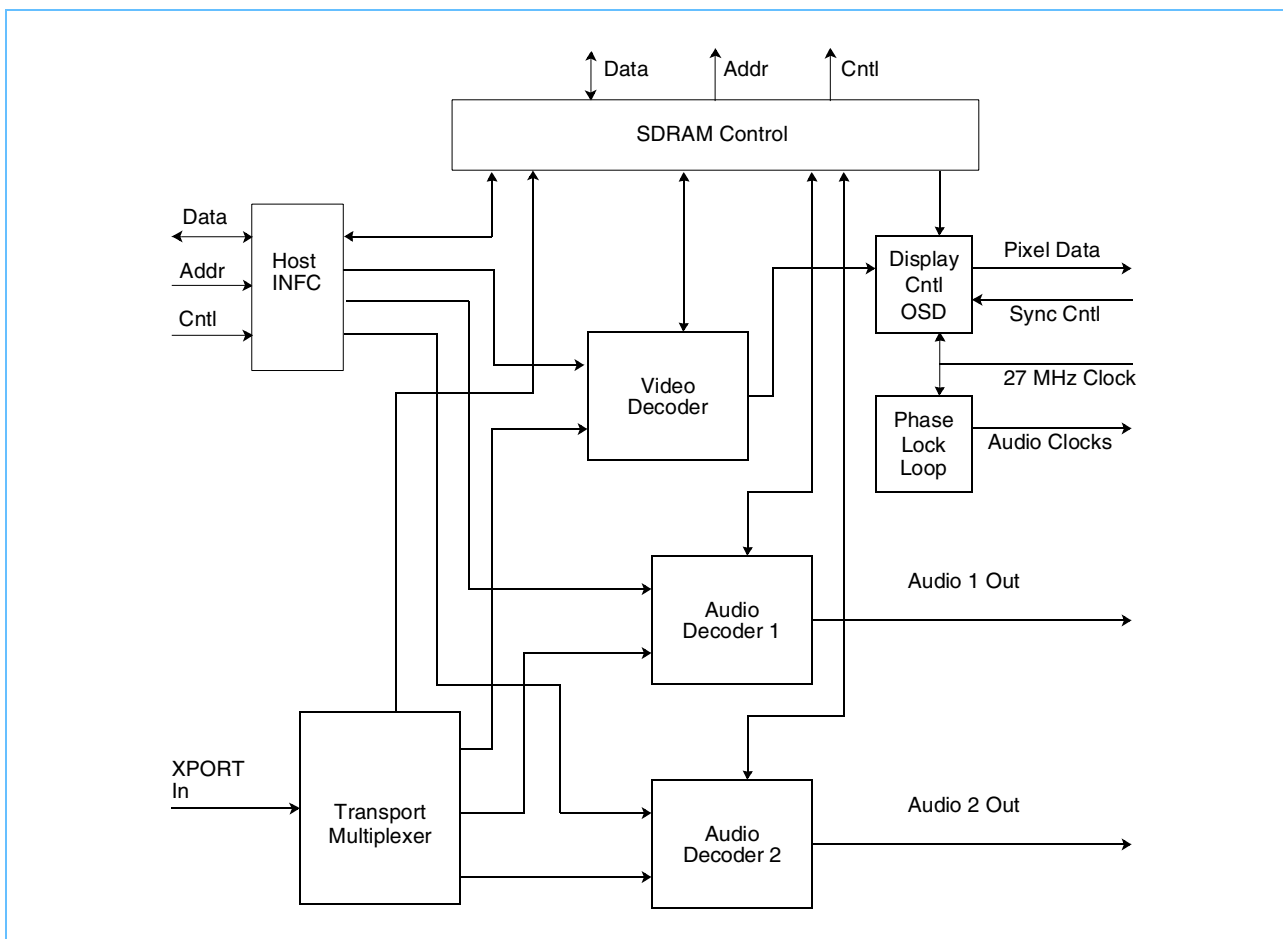 Data
Addr
Cntl
SDRAM Control
Data
Addr
Cntl
Host
INFC
Display
Cntl
OSD
Pixel Data
Sync Cntl
27 MHz Clock
Video
Decoder
Phase
Lock
Loop
Audio Clocks
Audio
Decoder 1
Audio 1 Out
XPORT
In
Transport
Multiplexer
Audio
Decoder 2
Audio 2 Out